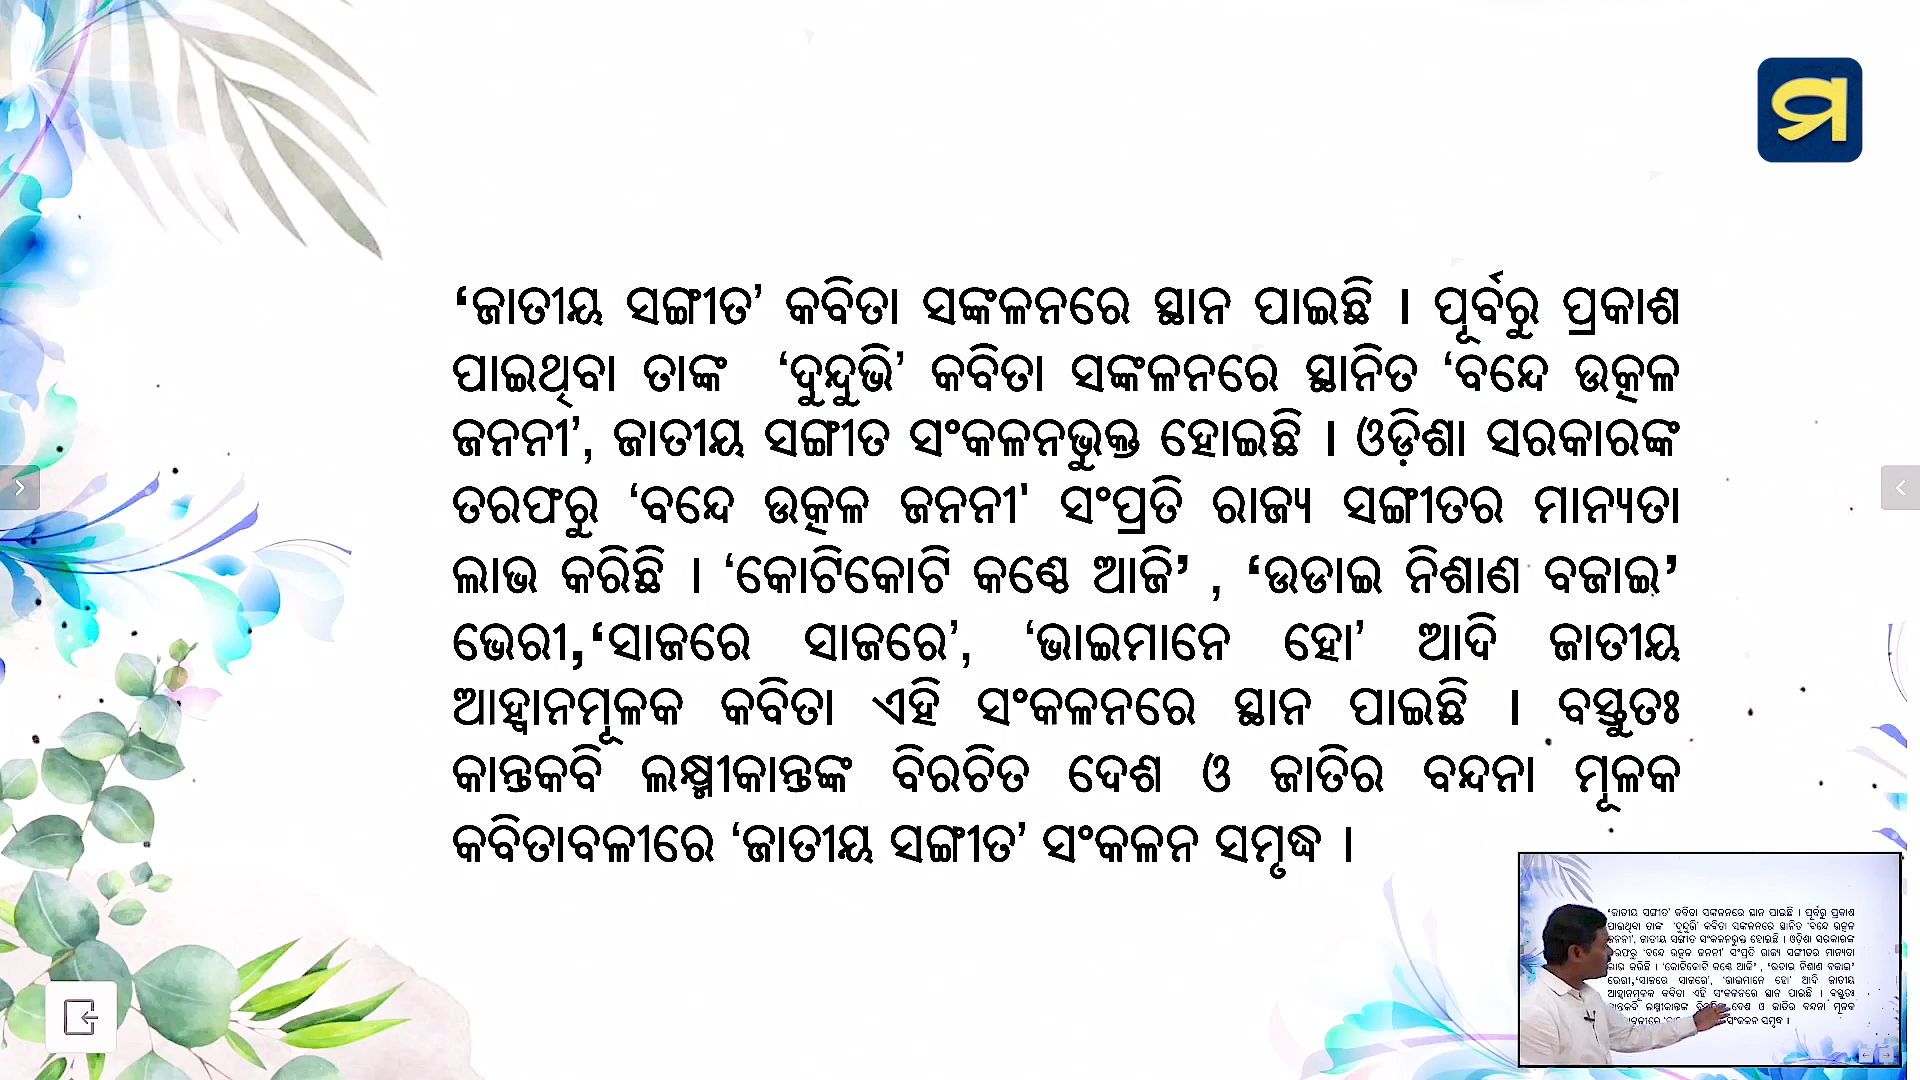 ମ
‘ଜାତୀୟ ସଙ୍ଗୀତ’ କବିତା ସଙ୍କଳନରେ ସ୍ଥାନ ପାଇଛି । ପୂର୍ବରୁ ପ୍ରକାଶ
ପାଇଥିବା ତାଙ୍କ ‘ଦୁନ୍ଦୁଭି’ କବିତା ସଙ୍କଳନରେ ସ୍ଥାନିତ ‘ବନ୍ଦେ ଉତ୍କଳ
ଜନନୀ’, ଜାତୀୟ ସଙ୍ଗୀତ ସଂକଳନଭୁକ୍ତ ହୋଇଛି । ଓଡ଼ିଶା ସରକାରଙ୍କ
ତରଫରୁ ‘ବନ୍ଦେ ଉତ୍କଳ ଜନନୀ' ସଂପ୍ରତି ରାଜ୍ୟ ସଙ୍ଗୀତର ମାନ୍ୟତା
ଲାଭ କରିଛି । ‘କୋଟିକୋଟି କଣ୍ଠେ ଆଜି’ , ‘ଉଡାଇ ନିଶାଣ ବଜାଇ’
ଭେରୀ,‘ସାଜରେ ସାଜରେ’, ‘ଭାଇମାନେ ହୋ’ ଆଦି ଜାତୀୟ
ଆହ୍ୱାନମୂଳକ କବିତା ଏହି ସଂକଳନରେ ସ୍ଥାନ ପାଇଛି । ବସ୍ତୁତଃ
କାନ୍ତକବି ଲକ୍ଷ୍ମୀକାନ୍ତଙ୍କ ବିରଚିତ ଦେଶ ଓ ଜାତିର ବନ୍ଦନା ମୂଳକ
କବିତାବଳୀରେ ‘ଜାତୀୟ ସଙ୍ଗୀତ’ ସଂକଳନ ସମୃଦ୍ଧ ।